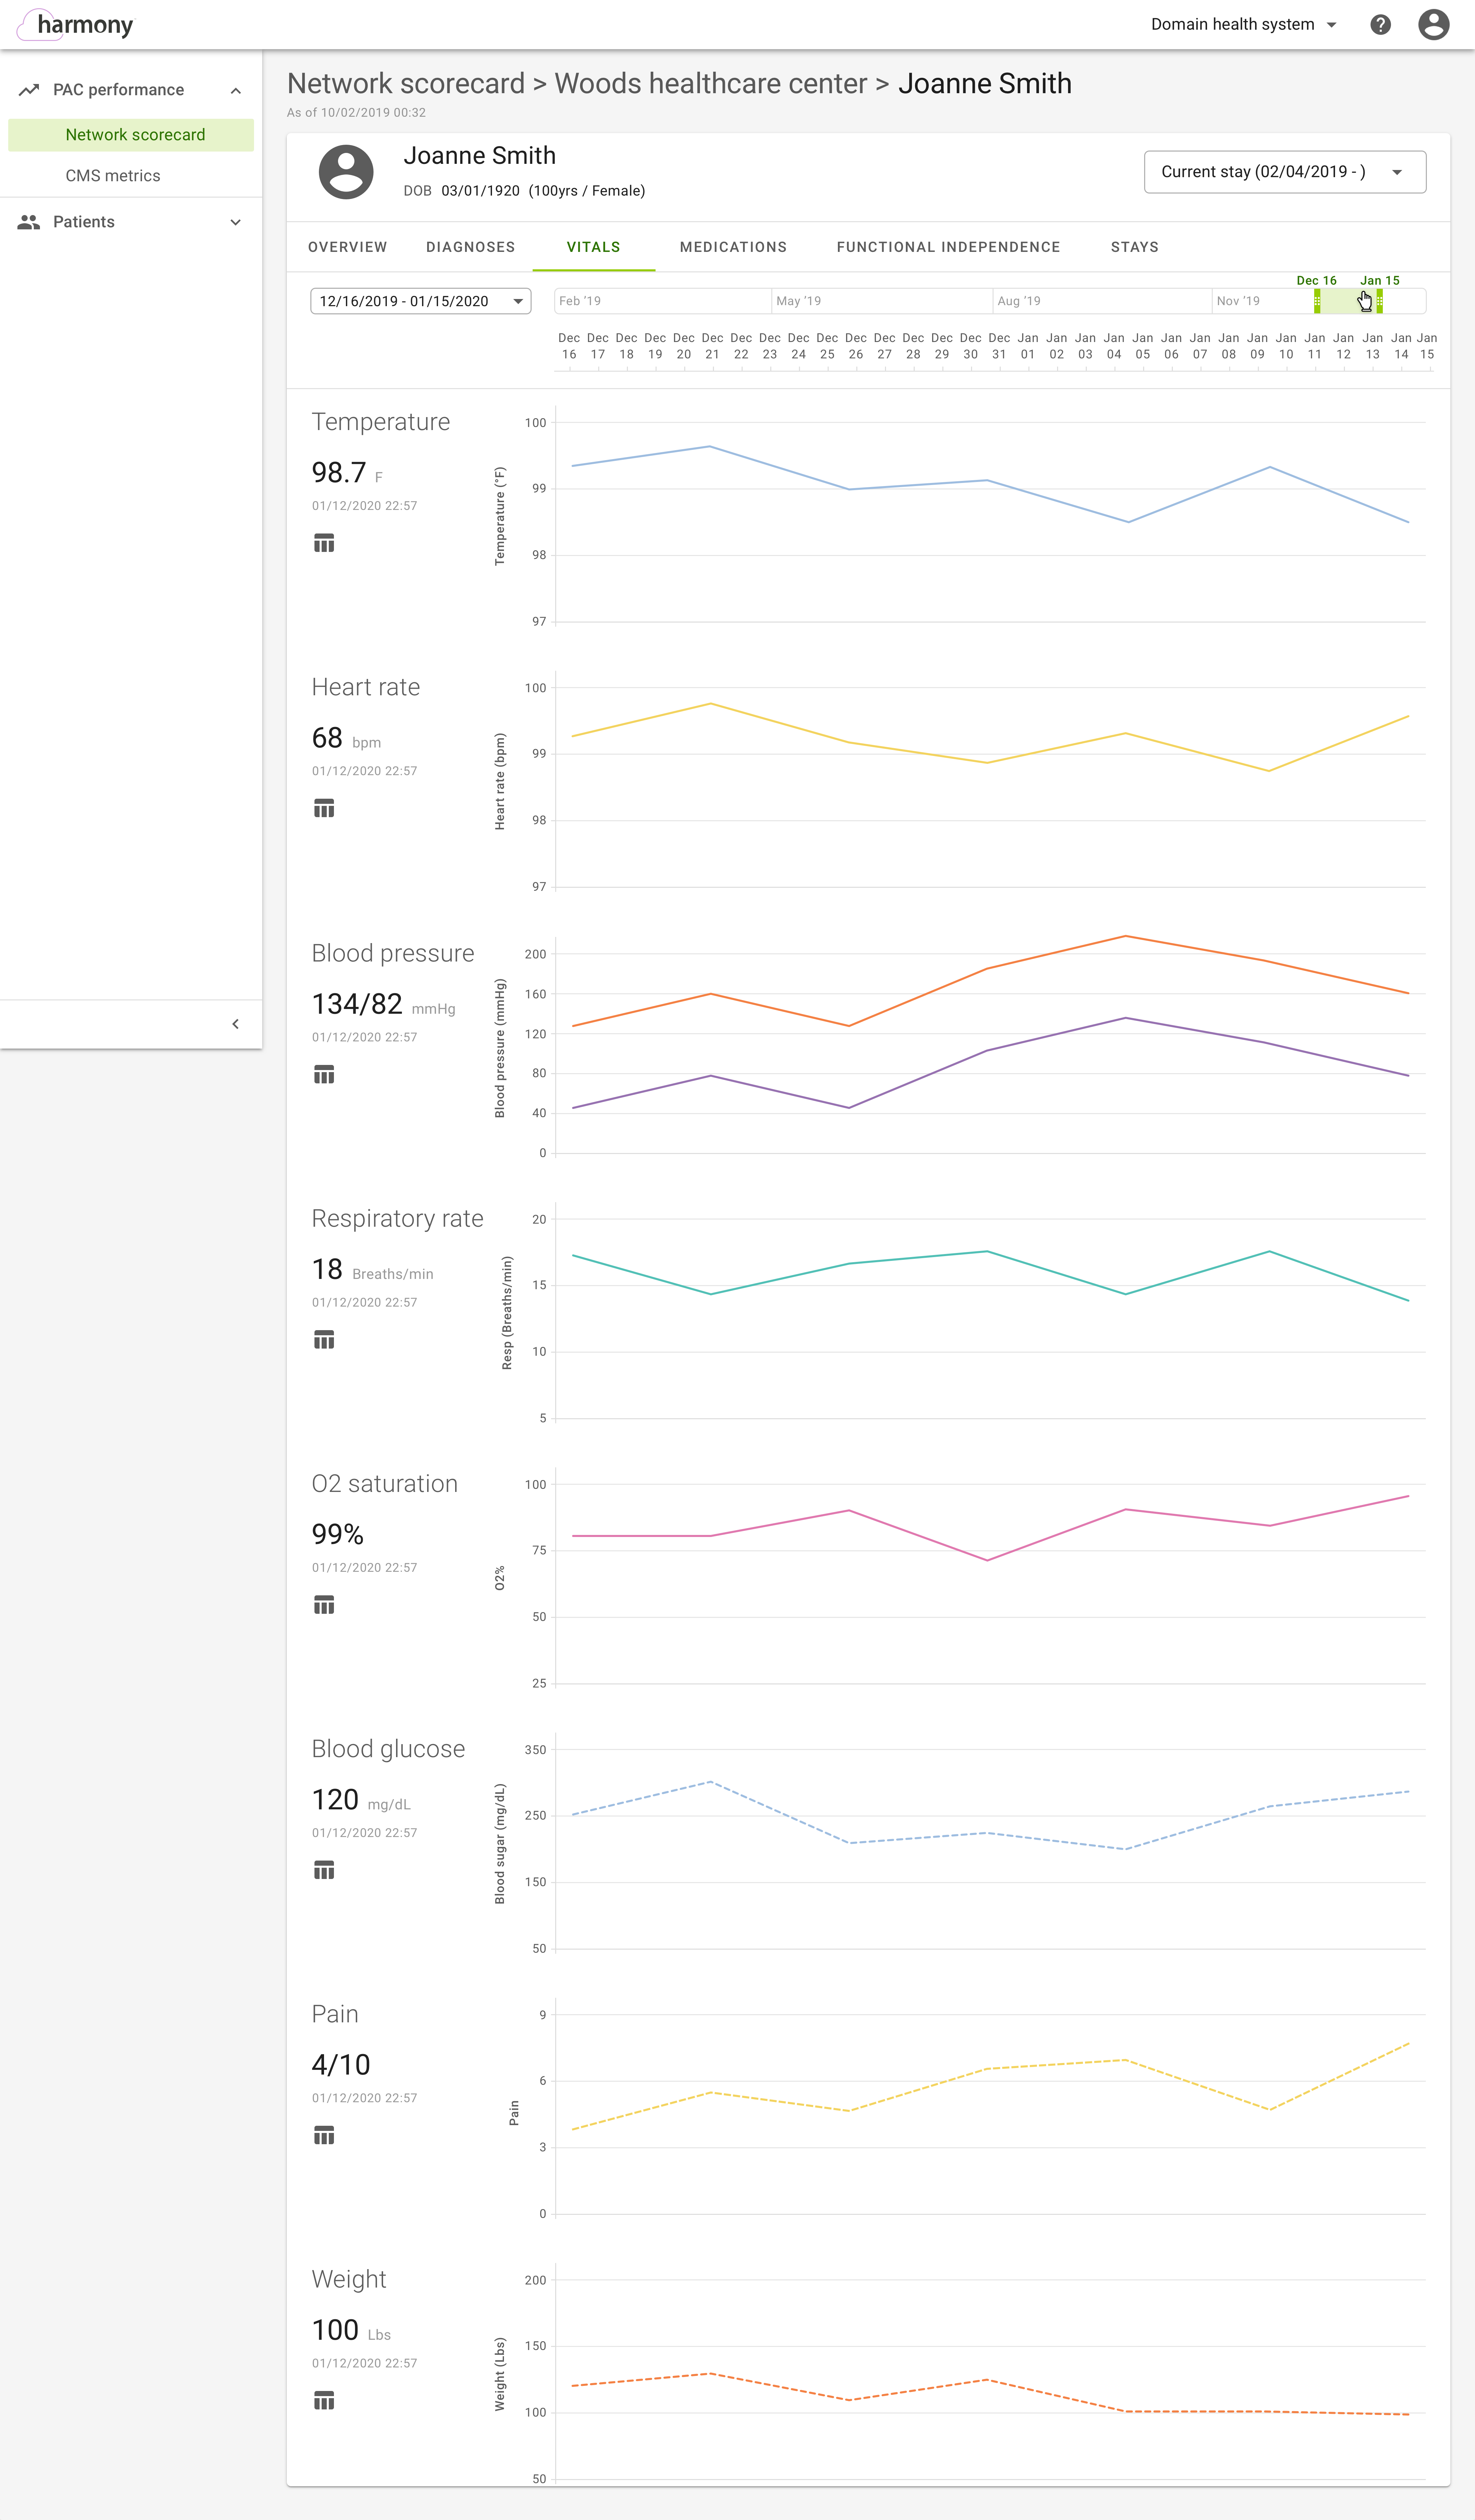 harmony
Domain health system
PAC performance
Network scorecard
CMS metrics
Patients
Network scorecard > Woods healthcare center > Joanne Smith
As of 10/02/2019 00:32
Joanne Smith
DOB 03/01/1920 (100yrs / Female)
Current stay (02/04/2019 - )
OVERVIEW DIAGNOSES VITALS MEDICATIONS FUNCTIONAL INDEPENDENCE STAYS
Dec 16 Jan 15
12/16/2019 - 01/15/2020
Feb '19 May '19 Aug '19 Nov '19
Dec Dec Dec Dec Dec Dec Dec Dec Dec Dec Dec Dec Dec Dec Dec Dec Jan Jan Jan Jan Jan Jan Jan Jan Jan Jan Jan Jan Jan Jan Jan
16 17 18 19 20 21 22 23 24 25 26 27 28 29 30 31 01 02 03 04 05 06 07 08 09 10 11 12 13 14 15
Temperature
98.7 F
01/12/2020 22:57
Temperature (°F)
100
99
98
97
Heart rate
68 bpm
01/12/2020 22:57
Heart rate (bpm)
100
99
98
97
Blood pressure
134/82 mmHg
01/12/2020 22:57
Blood pressure (mmHg)
200
160
120
80
40
0
Respiratory rate
18 Breaths/min
01/12/2020 22:57
Resp (Breaths/min)
20
15
10
5
O2 saturation
99%
01/12/2020 22:57
O2%
100
75
50
25
Blood glucose
120 mg/dL
01/12/2020 22:57
Blood sugar (mg/dL)
350
250
150
50
Pain
4/10
01/12/2020 22:57
Pain
9
6
3
0
Weight
100 Lbs
01/12/2020 22:57
Weight (Lbs)
200
150
100
50